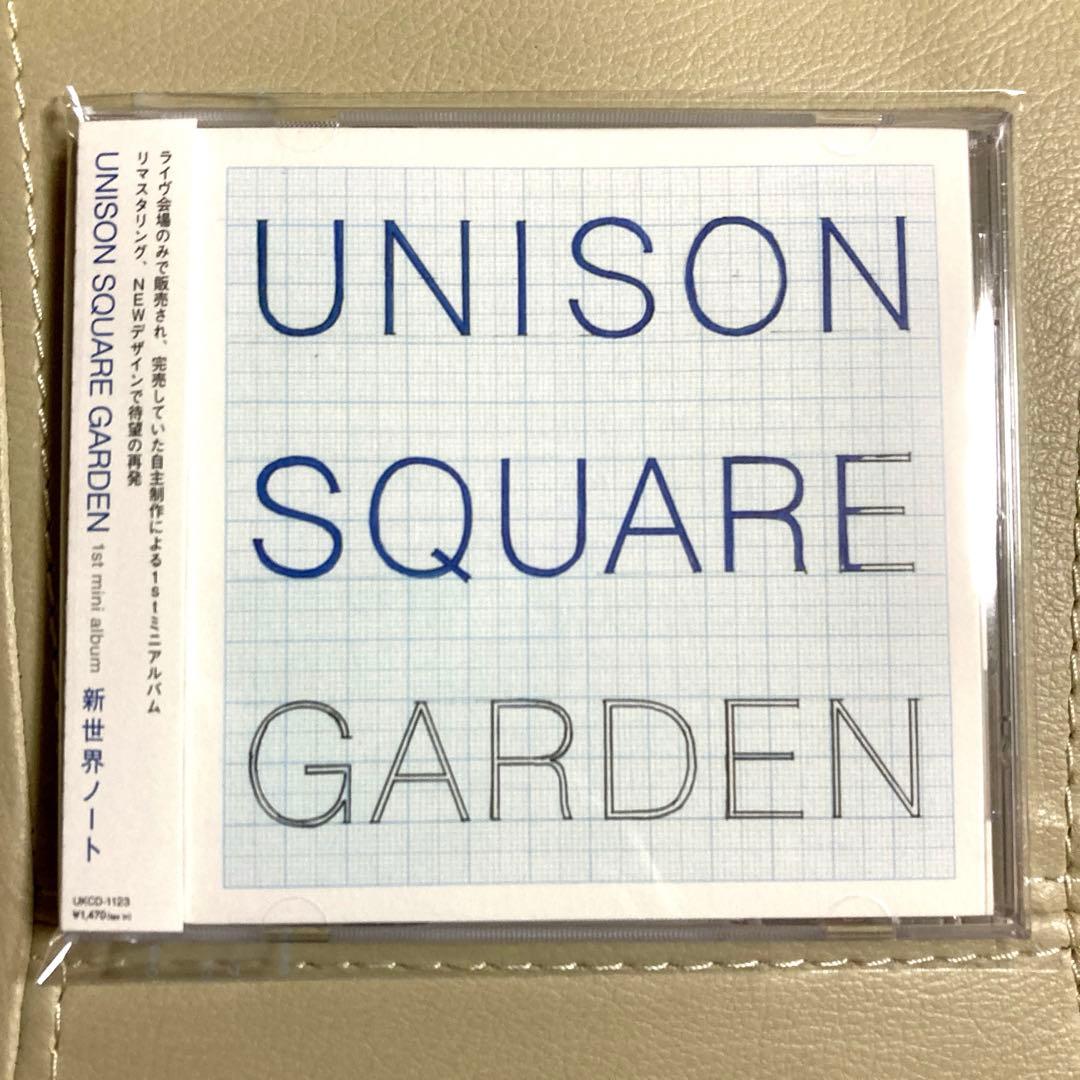 UNISON
SQUARE
GARDEN
ライヴ会場のみで販売され、完売していた自主制作による1stミニアルバム
リマスタリング、NEWデザインで待望の再発
UNISON SQUARE GARDEN 1st mini album 新世界ノート
UKCD-1123
¥1,470(tax in)